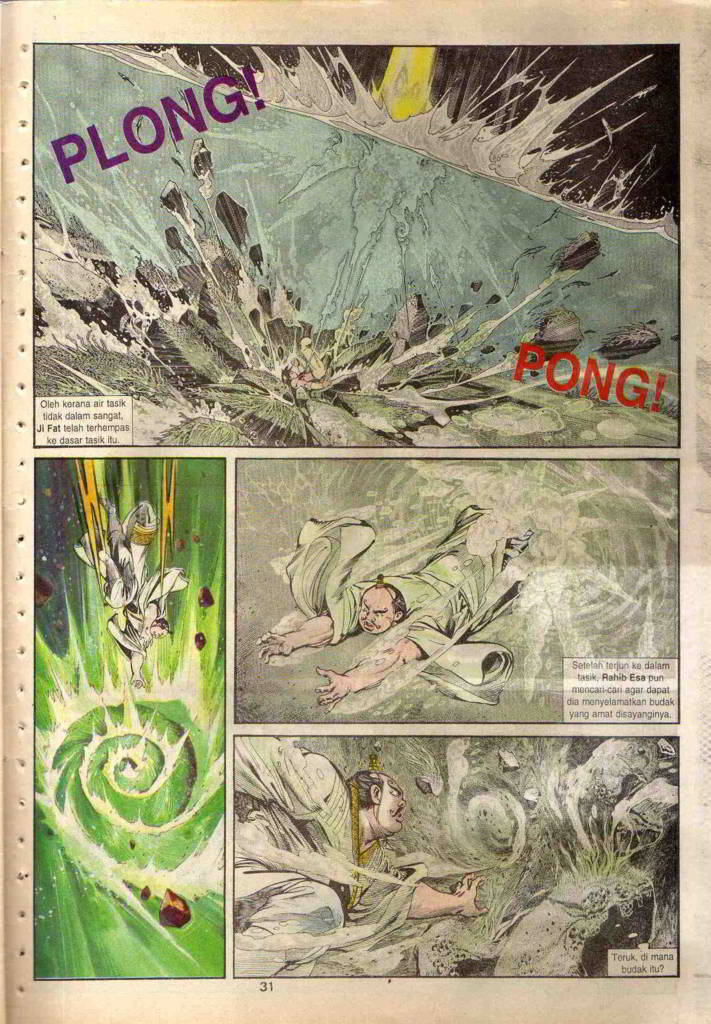 PLONG!
PONG!
Oleh kerana air tasik
tidak dalam sangat,
Ji Fat telah terhempas
ke dasar tasik itu.
Setelah terjun ke dalam
tasik, Rahib Esa pun
mencari-cari agar dapat
dia menyelamatkan budak
yang amat disayanginya.
Teruk, di mana
budak itu?
31